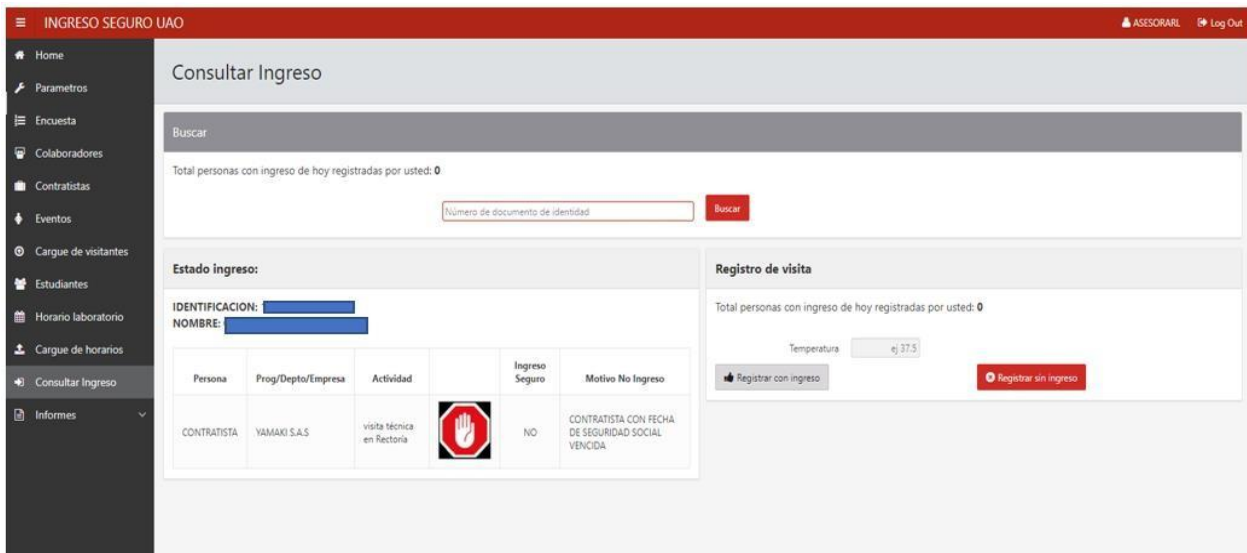 INGRESO SEGURO UAO
ASESORARL
Log Out
Home
Parametros
Encuesta
Colaboradores
Contratistas
Eventos
Cargue de visitantes
Estudiantes
Horario laboratorio
Cargue de horarios
Consultar Ingreso
Informes
Consultar Ingreso
Buscar
Total personas con ingreso de hoy registradas por usted: 0
Número de documento de identidad
Buscar
Estado ingreso:
IDENTIFICACION:
NOMBRE:
Persona
Prog/Depto/Empresa
Actividad
Ingreso
Seguro
Motivo No Ingreso
CONTRATISTA
YAMAKI S.A.S
visita técnica
en Rectoría
NO
CONTRATISTA CON FECHA
DE SEGURIDAD SOCIAL
VENCIDA
Registro de visita
Total personas con ingreso de hoy registradas por usted: 0
Temperatura
ej 37.5
Registrar con ingreso
Registrar sin ingreso